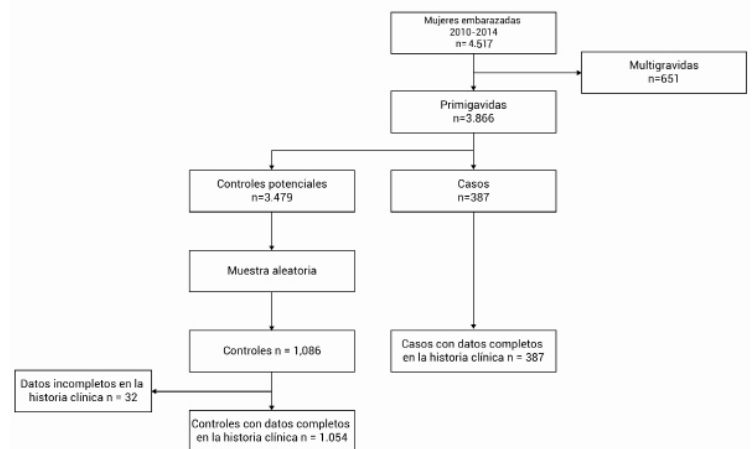 Mujeres embarazadas
2010-2014
n= 4.517
Multigravidas
n=651
Primigavidas
n=3.866
Controles potenciales
n=3.479
Casos
n=387
Muestra aleatoria
Controles n = 1,086
Casos con datos completos
en la historia clínica n = 387
Datos incompletos en la
historia clínica n = 32
Controles con datos completos
en la historia clínica n = 1.054